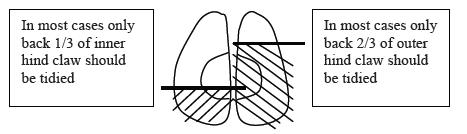 In most cases only
back 1/3 of inner
hind claw should
be tidied
In most cases only
back 2/3 of outer
hind claw should
be tidied